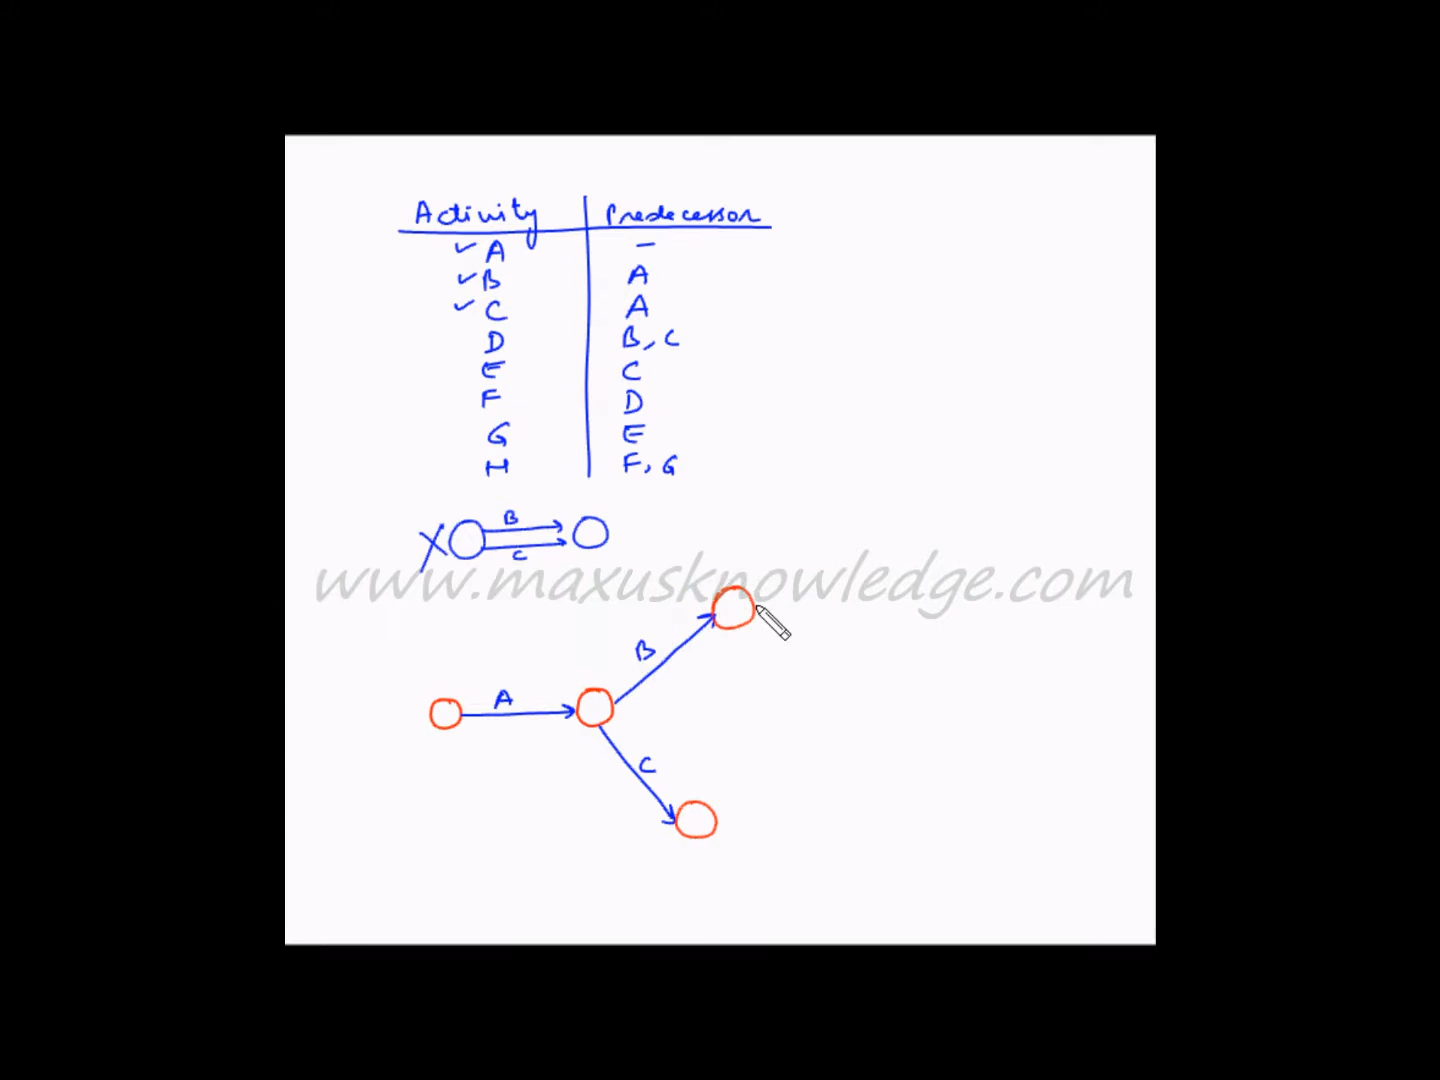 Activity Predecessor
A -
B A
C A
D B, C
E C
F D
G E
H F, G
X B
C
www.maxusknowledge.com
B
A
C